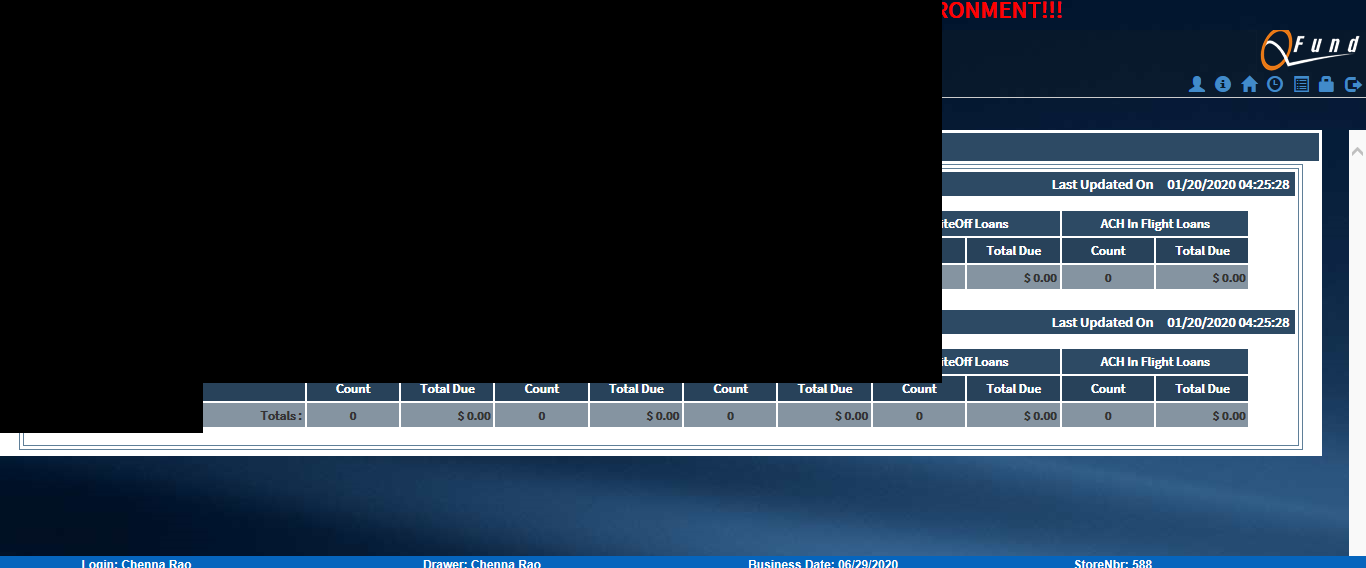 RONMENT!!!
Fund
Last Updated On 01/20/2020 04:25:28
iteOff Loans ACH In Flight Loans
Total Due Count Total Due
$ 0.00 0 $ 0.00
Last Updated On 01/20/2020 04:25:28
iteOff Loans ACH In Flight Loans
Count Total Due Count Total Due Count Total Due Count Total Due Count Total Due
Totals : 0 $ 0.00 0 $ 0.00 0 $ 0.00 0 $ 0.00 0 $ 0.00
Login: Chenna Rao Drawer: Chenna Rao Business Date: 06/29/2020 StoreNbr: 588